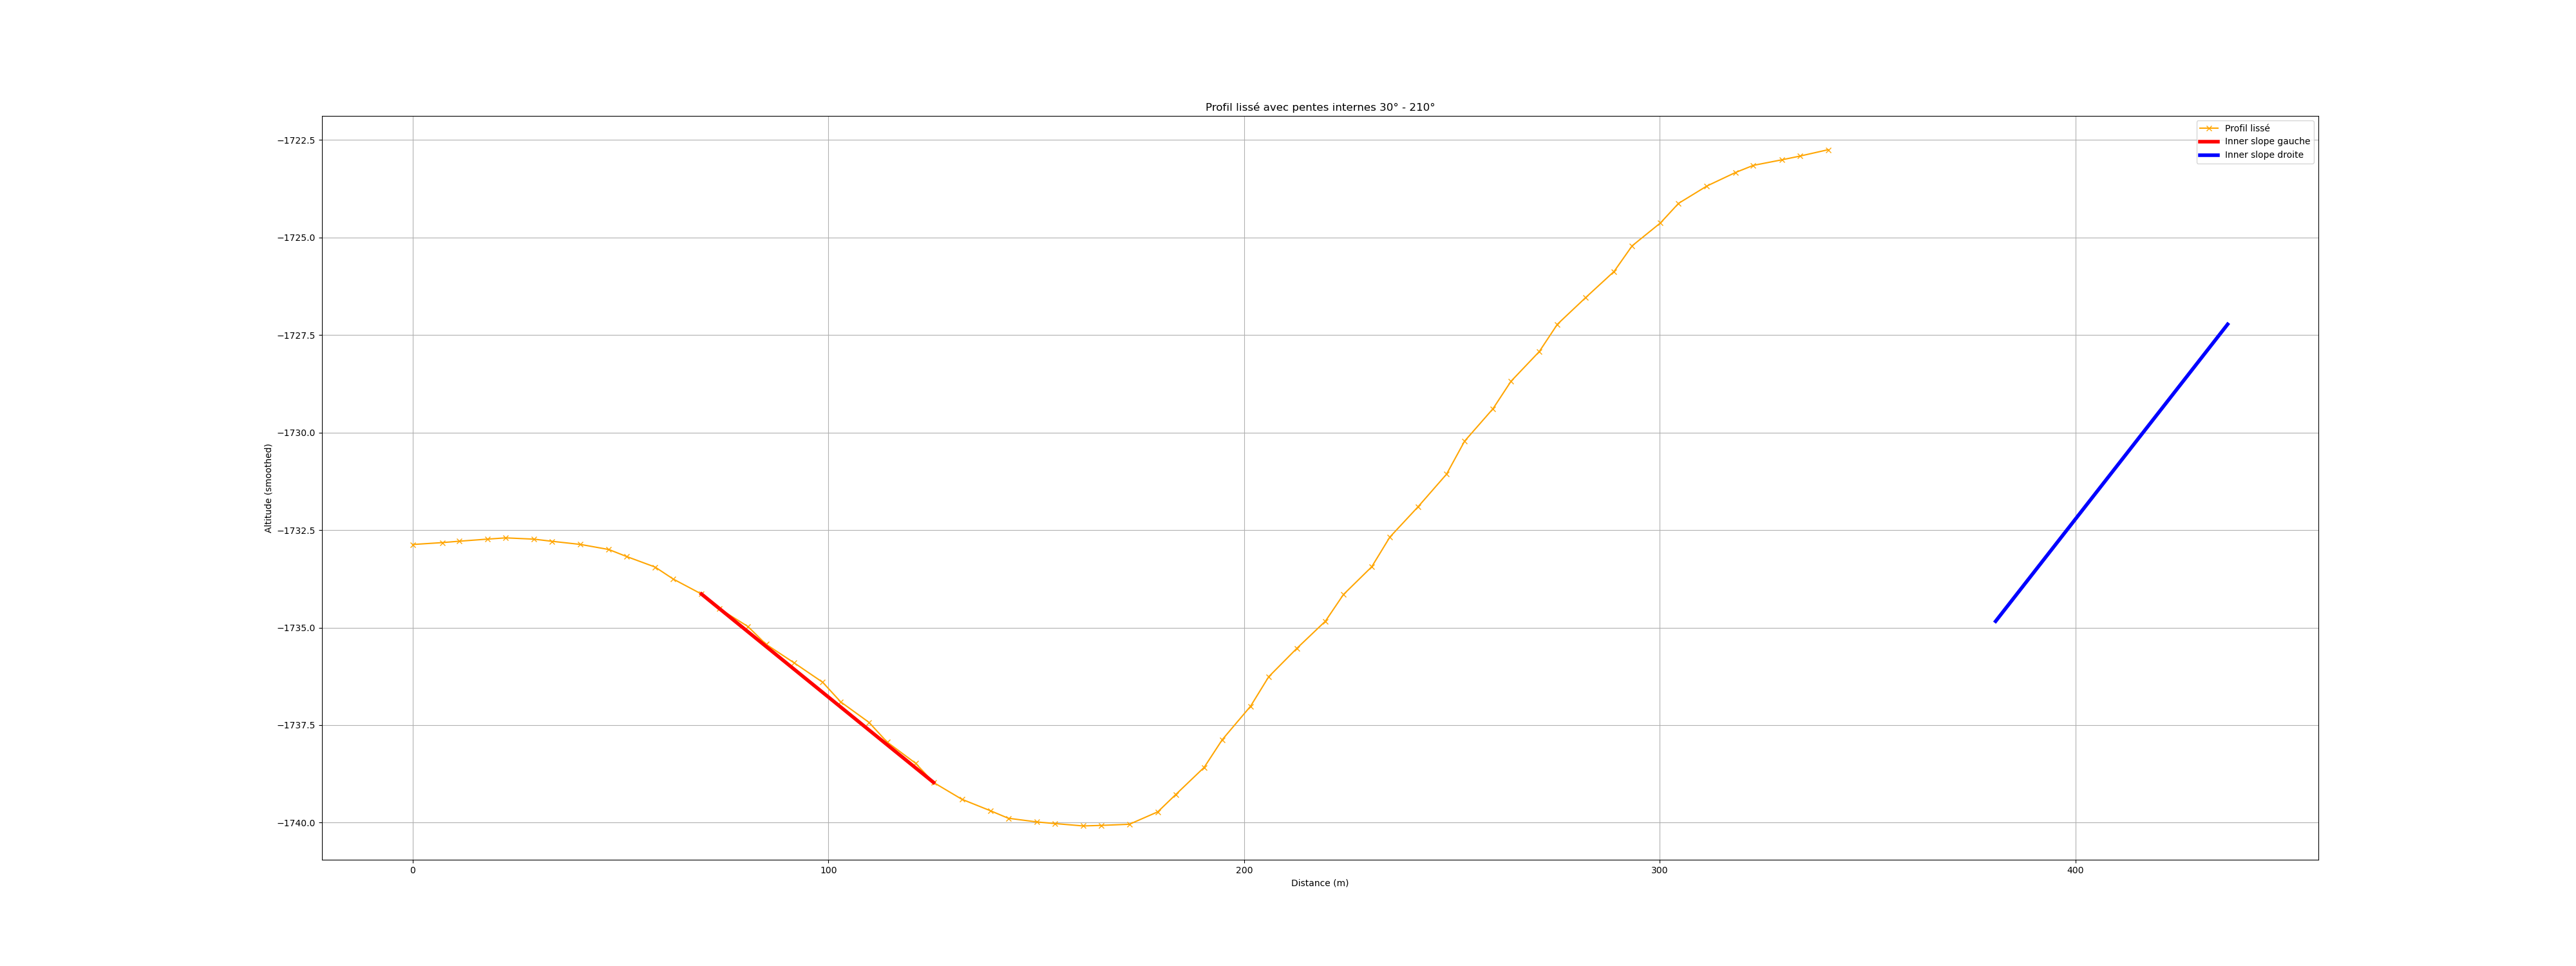 Profil lissé avec pentes internes 30° - 210°
Profil lissé
Inner slope gauche
Inner slope droite
Altitude (smoothed)
−1722.5
−1725.0
−1727.5
−1730.0
−1732.5
−1735.0
−1737.5
−1740.0
0 100 200 300 400
Distance (m)